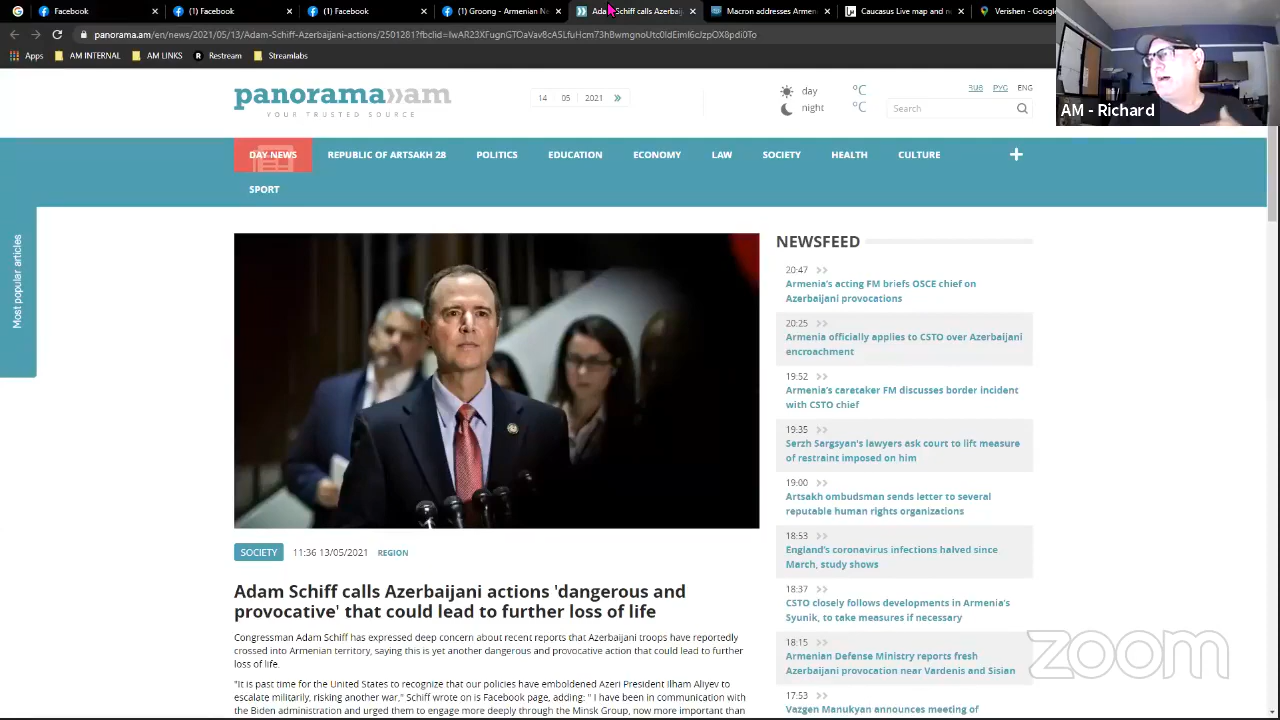 Facebook
(1) Facebook
(1) Facebook
(1) Groong - Armenian Ne
Adam Schiff calls Azerbaij
Macron addresses Armeni
Caucasus Live map and n
Verishen - Googl
panorama.am/en/news/2021/05/13/Adam-Schiff-Azerbaijani-actions/2501281?fbclid=IwAR23XFugnGTOaVav8cASLfuHcm73hBwmgnoUtc0IdEimI6cJzpOX8pdi0To
Apps
AM INTERNAL
AM LINKS
Restream
Streamlabs
AM - Richard
panorama»am
YOUR TRUSTED SOURCE
14 05 2021
day °C
night °C
ՀԱՅ РУС ENG
Search
DAY NEWS
REPUBLIC OF ARTSAKH 28
POLITICS
EDUCATION
ECONOMY
LAW
SOCIETY
HEALTH
CULTURE
SPORT
Most popular articles
SOCIETY 11:36 13/05/2021 REGION
Adam Schiff calls Azerbaijani actions 'dangerous and
provocative' that could lead to further loss of life
Congressman Adam Schiff has expressed deep concern about recent reports that Azerbaijani troops have reportedly
crossed into Armenian territory, saying this is yet another dangerous and provocative action that could lead to further
loss of life.
"It is past time for the United States to recognize that our policies have emboldened Azeri President Ilham Aliyev to
escalate militarily, risking another war," Schiff wrote on is Facebook page, adding: " I have been in communication with
the Biden administration and urged them to engage more deeply through the Minsk Group, now more important than
NEWSFEED
20:47
Armenia's acting FM briefs OSCE chief on
Azerbaijani provocations
20:25
Armenia officially applies to CSTO over Azerbaijani
encroachment
19:52
Armenia's caretaker FM discusses border incident
with CSTO chief
19:35
Serzh Sargsyan's lawyers ask court to lift measure
of restraint imposed on him
19:00
Artsakh ombudsman sends letter to several
reputable human rights organizations
18:53
England's coronavirus infections halved since
March, study shows
18:37
CSTO closely follows developments in Armenia's
Syunik, to take measures if necessary
18:15
Armenian Defense Ministry reports fresh
Azerbaijani provocation near Vardenis and Sisian
17:53
Vazgen Manukyan announces meeting of
zoom